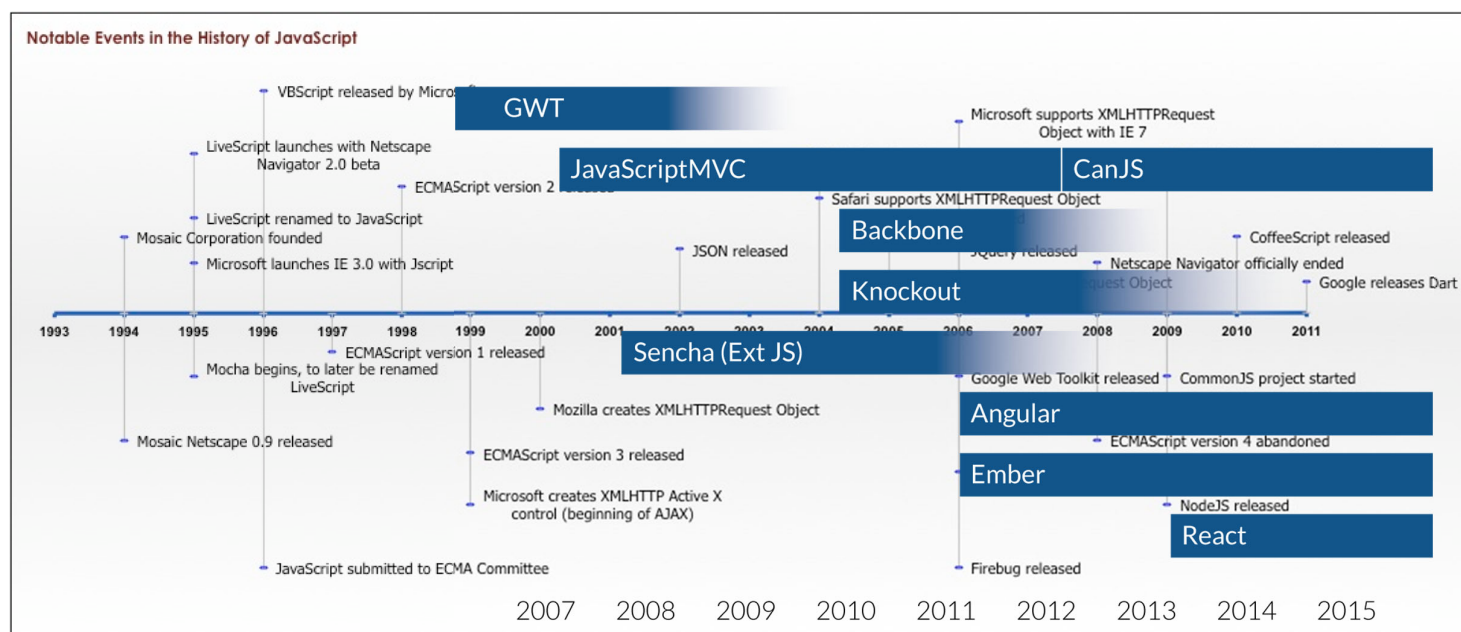 Notable Events in the History of JavaScript
VBScript released by Micros
GWT
Microsoft supports XMLHTTPRequest
Object with IE 7
LiveScript launches with Netscape
Navigator 2.0 beta
JavaScriptMVC
CanJS
ECMAScript version 2 released
Safari supports XMLHTTPRequest Object
LiveScript renamed to JavaScript
Mosaic Corporation founded
Backbone
CoffeeScript released
JSON released
JQuery released
Microsoft launches IE 3.0 with Jscript
Netscape Navigator officially ended
Knockout
Request Object
Google releases Dart
1993 1994 1995 1996 1997 1998 1999 2000 2001 2002 2003 2004 2005 2006 2007 2008 2009 2010 2011
ECMAScript version 1 released
Sencha (Ext JS)
Mocha begins, to later be renamed
LiveScript
Google Web Toolkit released
CommonJS project started
Mozilla creates XMLHTTPRequest Object
Angular
Mosaic Netscape 0.9 released
ECMAScript version 4 abandoned
ECMAScript version 3 released
Ember
Microsoft creates XMLHTTP Active X
control (beginning of AJAX)
NodeJS released
React
JavaScript submitted to ECMA Committee
Firebug released
2007 2008 2009 2010 2011 2012 2013 2014 2015